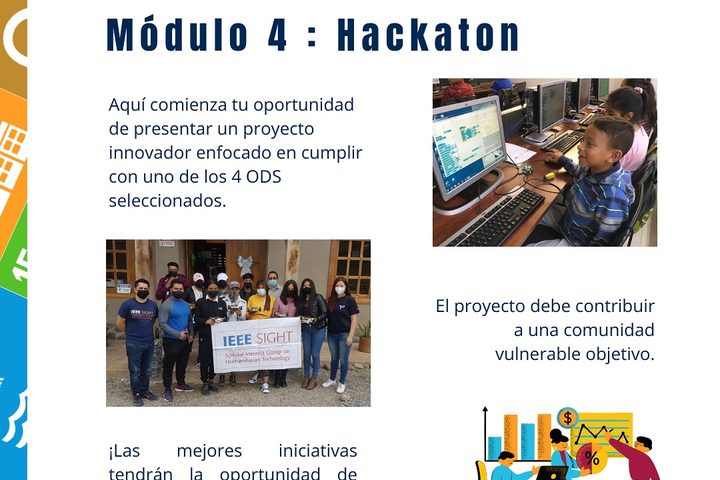 Módulo 4 : Hackaton
Aquí comienza tu oportunidad
de presentar un proyecto
innovador enfocado en cumplir
con uno de los 4 ODS
seleccionados.
IEEE SIGHT
Special Interest Group on
Humanitarian Technology
El proyecto debe contribuir
a una comunidad
vulnerable objetivo.
$
%
¡Las mejores iniciativas
tendrán la oportunidad de
15